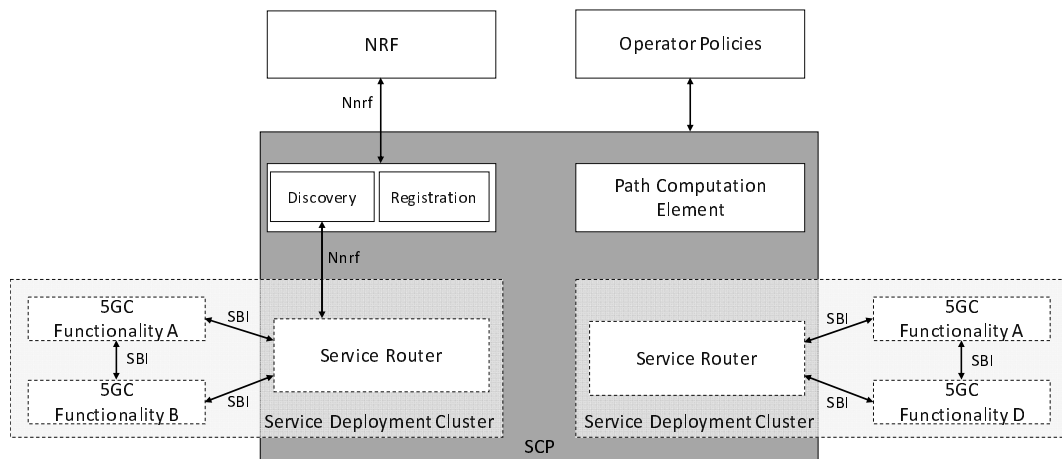 NRF
Operator Policies
Nnrf
Discovery
Registration
Path Computation
Element
Nnrf
5GC
Functionality A
SBI
SBI
5GC
Functionality B
SBI
Service Router
Service Deployment Cluster
Service Router
SBI
5GC
Functionality A
SBI
SBI
5GC
Functionality D
Service Deployment Cluster
SCP